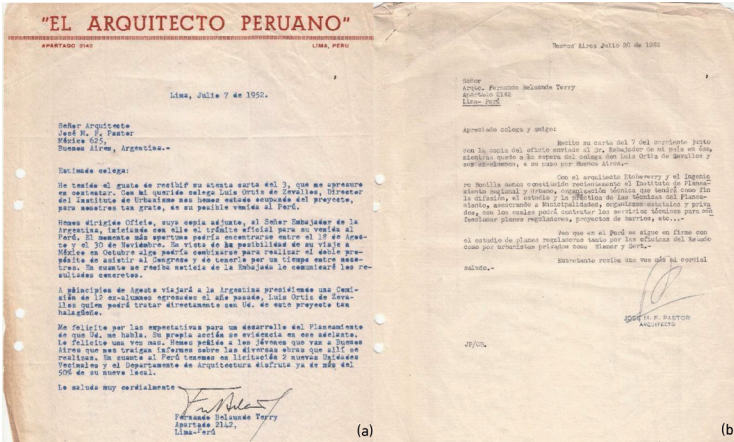 "EL ARQUITECTO PERUANO"
APARTADO 2142
LIMA, PERU
Lima, Julio 7 de 1952.
Señor Arquitecto
José M. F. Pastor
México 625,
Buenos Aires, Argentina.-
Estimado colega:
He tenido el gusto de recibir su atenta carta del 3, que me apresuro
a contestar. Con mi querido colega Luis Ortiz de Zevallos, Director
del Instituto de Urbanismo nos hemos estado ocupando del proyecto,
para nosotros tan grato, de su posible venida al Perú.
Hemos dirigido Oficio, cuya copia adjunto, al Señor Embajador de la
Argentina, iniciando con ello el trámite oficial para su venida al
Perú. El momento más oportuno podría encontrarse entre el 15 de Agos-
to y el 30 de Noviembre. En vista de la posibilidad de su viaje a
México en Octubre algo podría combinarse para realizar el doble pro-
pósito de asistir al Congreso y de tenerlo por un tiempo entre noso-
tros. En cuanto se reciba noticia de la Embajada le comunicaré los re-
sultados concretos.
A principios de Agosto viajará a la Argentina presidiendo una Comi-
sión de 12 ex-alumnos egresados el año pasado, Luis Ortiz de Zeva-
llos quien podrá tratar directamente con Ud. de este proyecto tan
halagüeño.
Me felicito por las expectativas para un desarrollo del Planeamiento
de que Ud. me habla. Su propia acción se evidencia en ese adelanto.
Lo felicito una vez mas. Hemos pedido a los jóvenes que van a Buenos
Aires que nos traigan informes sobre las diversas obras que allí se
realizan. En cuanto al Perú tenemos en licitación 2 nuevas Unidades
Vecinales y el Departamento de Arquitectura disfruta ya de más del
50% de su nuevo local.
Lo saluda muy cordialmente
Fernando Belaunde Terry
Apartado 2142,
Lima-Perú
(a)
Buenos Aires Julio 20 de 1952
Señor
Arqto. Fernando Belaunde Terry
Apartado 2142
Lima- Perú
Apreciado colega y amigo:
Recibo su carta del 7 del corriente junto
con la copia del oficio enviado al Sr. Embajador de mi país en ésa,
mientras quedo a la espera del colega don Luis Ortiz de Zevallos y
sus ex-alumnos, a su paso por Buenos Aires.-
Con el arquitecto Etcheverry y el Ingenie
ro Bonilla hemos constituido recientemente el Instituto de Planea-
miento Regional y Urbano, organización técnica que tendrá como fin
la difusión, el estudio y la práctica de las técnicas del Planea-
miento, asesorando a Municipalidades, organismos estatales y priva
dos, con los cuales podrá contratar los servicios técnicos para con
feccionar planes reguladores, proyectos de barrios, etc...-
Veo que en el Perú se sigue en firme con
el estudio de planes reguladores tanto por las oficinas del Estado
como por urbanistas privados como Wiener y Sert.-
Entretanto reciba una vez más mi cordial
saludo.-
JOSE M. F. PASTOR
ARQUITECTO
JP/CB.
(b